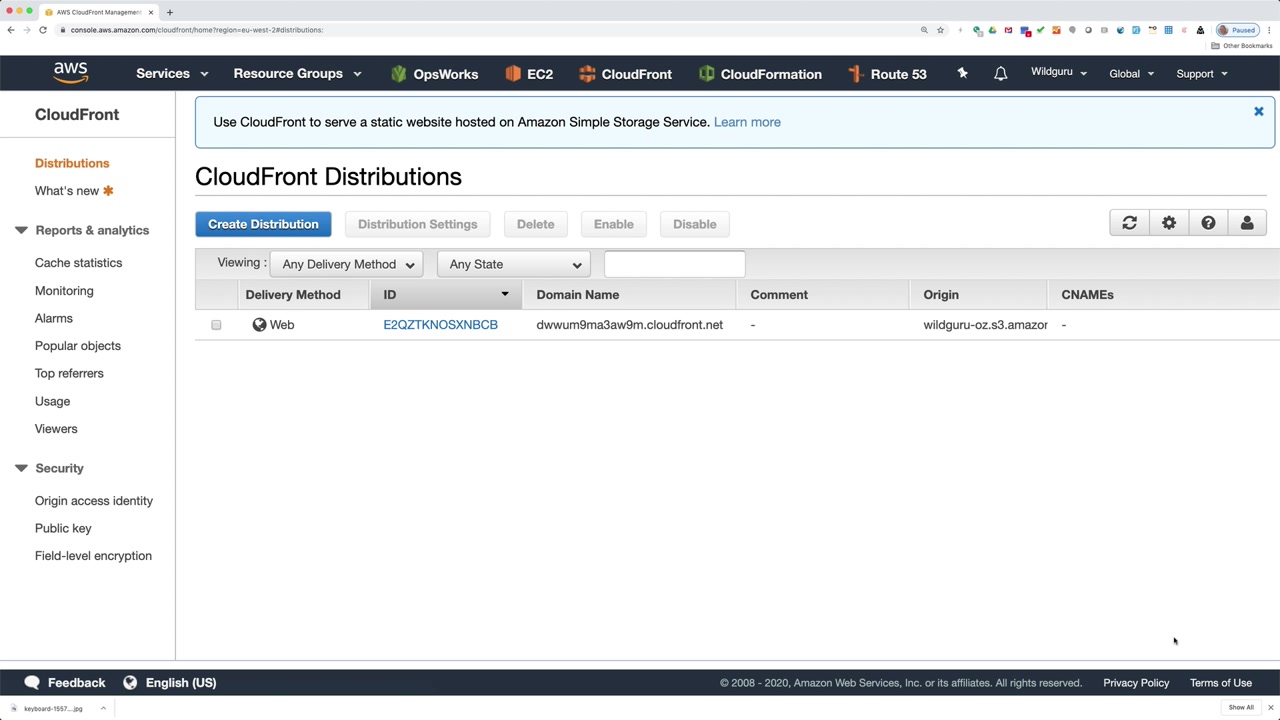 AWS CloudFront Management
console.aws.amazon.com/cloudfront/home?region=eu-west-2#distributions:
Paused
Other Bookmarks
aws
Services
Resource Groups
OpsWorks
EC2
CloudFront
CloudFormation
Route 53
Wildguru
Global
Support
CloudFront
Use CloudFront to serve a static website hosted on Amazon Simple Storage Service. Learn more
CloudFront Distributions
Distributions
What's new
Reports & analytics
Cache statistics
Monitoring
Alarms
Popular objects
Top referrers
Usage
Viewers
Security
Origin access identity
Public key
Field-level encryption
Create Distribution
Distribution Settings
Delete
Enable
Disable
Viewing : Any Delivery Method Any State
Delivery Method ID Domain Name Comment Origin CNAMEs
Web E2QZTKNOSXNBCB dwwum9ma3aw9m.cloudfront.net - wildguru-oz.s3.amazor -
Feedback
English (US)
© 2008 - 2020, Amazon Web Services, Inc. or its affiliates. All rights reserved.
Privacy Policy
Terms of Use
keyboard-1557....jpg
Show All